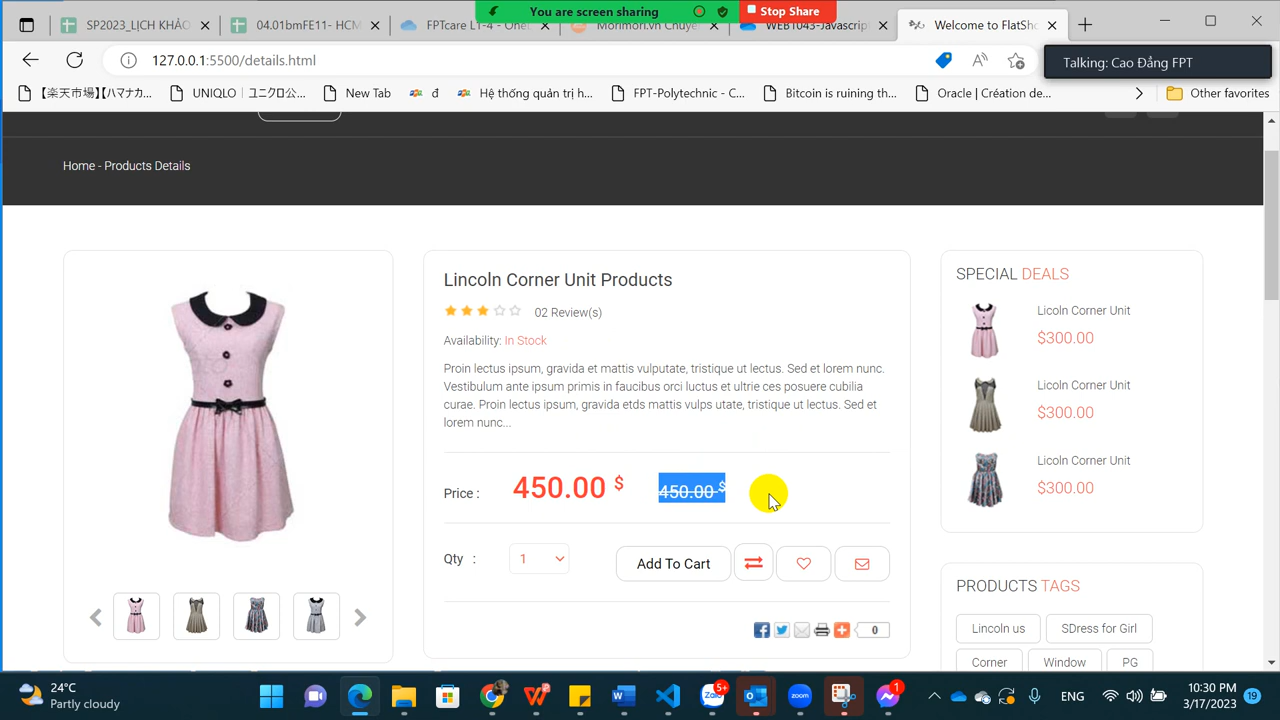 You are screen sharing
Stop Share
SP2023_LỊCH KHẢO
04.01bmFE11- HCM
FPTcare L1-4 - One
Morimori.vn Chuyê
WEB1043-Javascrip
Welcome to FlatSho
127.0.0.1:5500/details.html
Talking: Cao Đẳng FPT
【楽天市場】【ハマナカ...
UNIQLO｜ユニクロ公...
New Tab
đ
Hệ thống quản trị h...
FPT-Polytechnic - C...
Bitcoin is ruining th...
Oracle | Création de...
Other favorites
Home - Products Details
Lincoln Corner Unit Products
02 Review(s)
Availability: In Stock
Proin lectus ipsum, gravida et mattis vulputate, tristique ut lectus. Sed et lorem nunc.
Vestibulum ante ipsum primis in faucibus orci luctus et ultrie ces posuere cubilia
curae. Proin lectus ipsum, gravida etds mattis vulps utate, tristique ut lectus. Sed et
lorem nunc...
Price : 450.00 $ 450.00 $
Qty : 1 Add To Cart
0
SPECIAL DEALS
Licoln Corner Unit
$300.00
Licoln Corner Unit
$300.00
Licoln Corner Unit
$300.00
PRODUCTS TAGS
Lincoln us SDress for Girl
Corner Window PG
24°C
Partly cloudy
5+
1
ENG
10:30 PM
3/17/2023
19